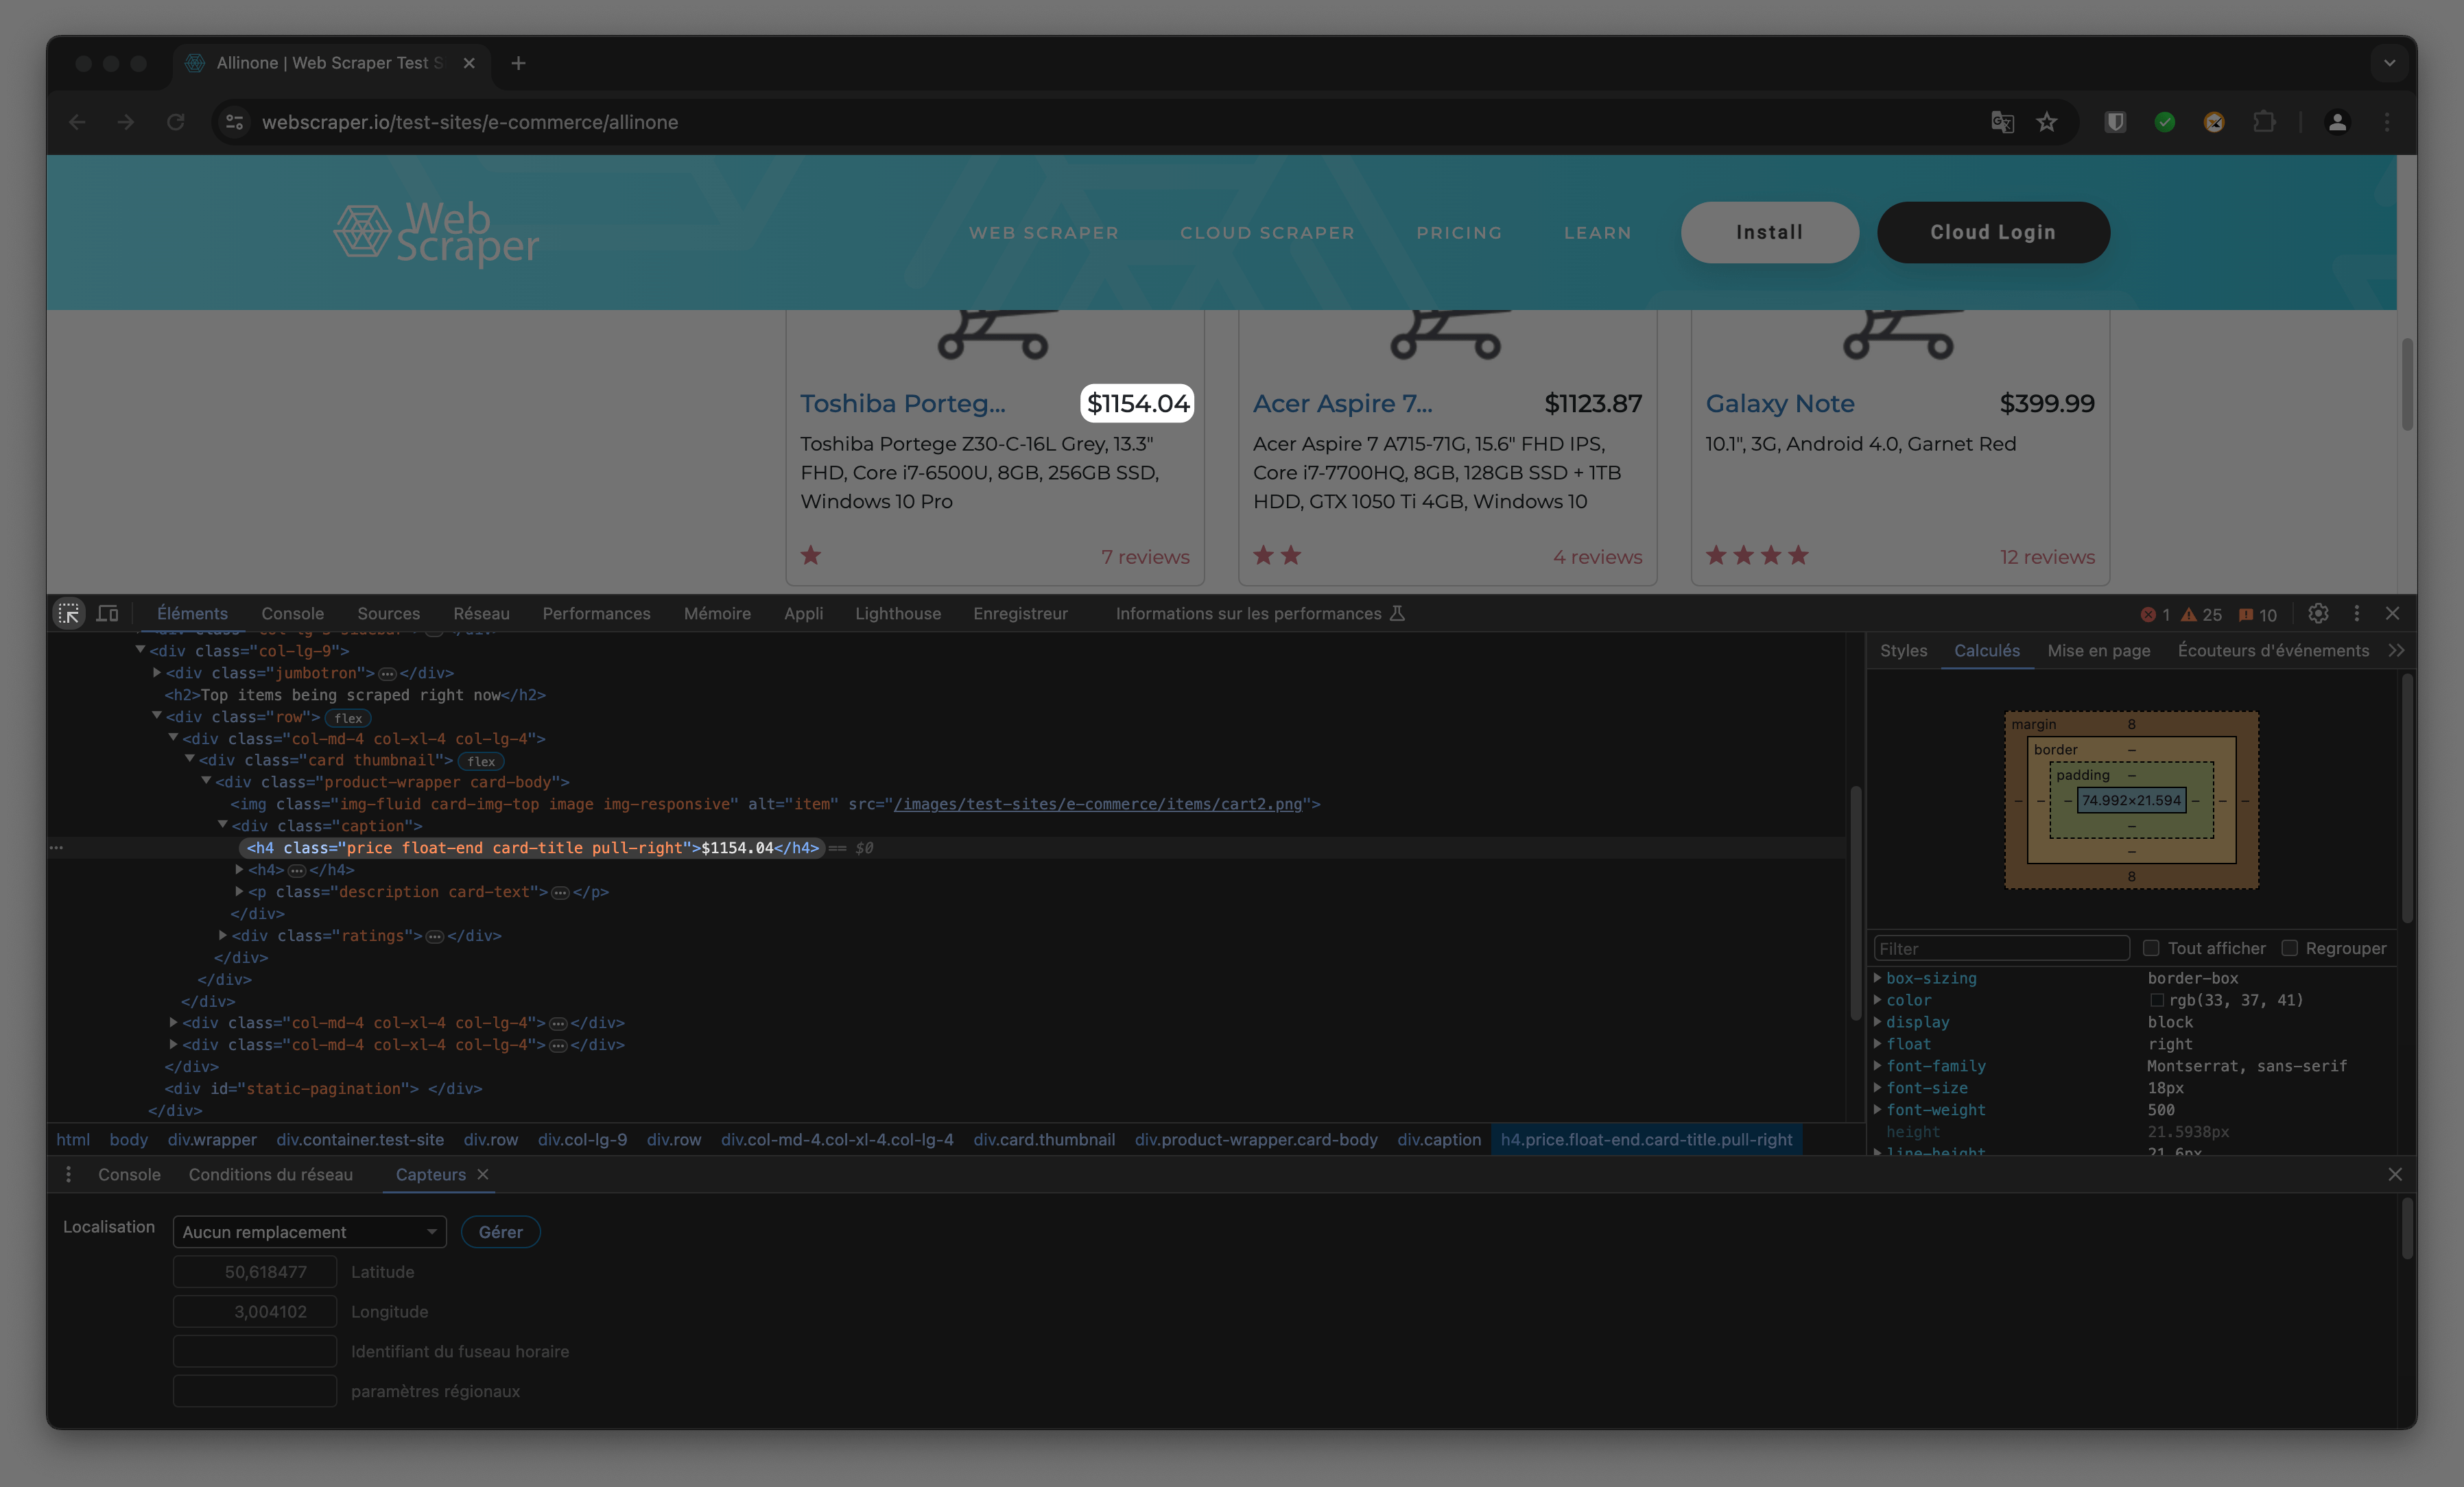 Allinone | Web Scraper Test S
webscraper.io/test-sites/e-commerce/allinone
Web Scraper
WEB SCRAPER CLOUD SCRAPER PRICING LEARN Install Cloud Login
Toshiba Porteg... $1154.04
Toshiba Portege Z30-C-16L Grey, 13.3"
FHD, Core i7-6500U, 8GB, 256GB SSD,
Windows 10 Pro
7 reviews
Acer Aspire 7... $1123.87
Acer Aspire 7 A715-71G, 15.6" FHD IPS,
Core i7-7700HQ, 8GB, 128GB SSD + 1TB
HDD, GTX 1050 Ti 4GB, Windows 10
4 reviews
Galaxy Note $399.99
10.1", 3G, Android 4.0, Garnet Red
12 reviews
Éléments Console Sources Réseau Performances Mémoire Appli Lighthouse Enregistreur Informations sur les performances 1 25 10
<div class="col-lg-9">
<div class="jumbotron">…</div>
<h2>Top items being scraped right now</h2>
<div class="row"> flex
<div class="col-md-4 col-xl-4 col-lg-4">
<div class="card thumbnail"> flex
<div class="product-wrapper card-body">
<img class="img-fluid card-img-top image img-responsive" alt="item" src="/images/test-sites/e-commerce/items/cart2.png">
<div class="caption">
… <h4 class="price float-end card-title pull-right">$1154.04</h4> == $0
<h4>…</h4>
<p class="description card-text">…</p>
</div>
<div class="ratings">…</div>
</div>
</div>
</div>
<div class="col-md-4 col-xl-4 col-lg-4">…</div>
<div class="col-md-4 col-xl-4 col-lg-4">…</div>
</div>
<div id="static-pagination"> </div>
</div>
html body div.wrapper div.container.test-site div.row div.col-lg-9 div.row div.col-md-4.col-xl-4.col-lg-4 div.card.thumbnail div.product-wrapper.card-body div.caption h4.price.float-end.card-title.pull-right
Styles Calculés Mise en page Écouteurs d'événements
margin 8
border –
padding –
– – – 74.992×21.594 – – –
–
–
8
Filter Tout afficher Regrouper
box-sizing border-box
color rgb(33, 37, 41)
display block
float right
font-family Montserrat, sans-serif
font-size 18px
font-weight 500
height 21.5938px
line-height 21.6px
Console Conditions du réseau Capteurs
Localisation Aucun remplacement Gérer
50,618477 Latitude
3,004102 Longitude
Identifiant du fuseau horaire
paramètres régionaux